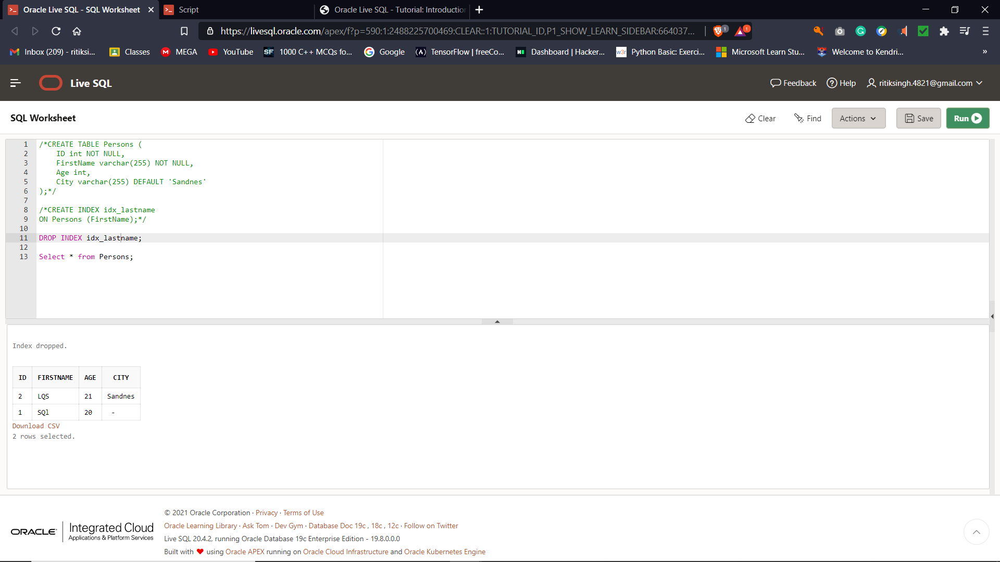 Oracle Live SQL - SQL Worksheet
Script
Oracle Live SQL - Tutorial: Introduction
https://livesql.oracle.com/apex/f?p=590:1:2488225700469:CLEAR::1:TUTORIAL_ID,P1_SHOW_LEARN_SIDEBAR:664037...
1
1
Inbox (209) - ritiksi...
Classes
MEGA
YouTube
SF 1000 C++ MCQs fo...
Google
TensorFlow | freeCo...
Dashboard | Hacker...
w3r Python Basic: Exerci...
Microsoft Learn Stu...
Welcome to Kendri...
»
Live SQL
Feedback
Help
ritiksingh.4821@gmail.com
SQL Worksheet
Clear
Find
Actions
Save
Run
1 /*CREATE TABLE Persons (
2 ID int NOT NULL,
3 FirstName varchar(255) NOT NULL,
4 Age int,
5 City varchar(255) DEFAULT 'Sandnes'
6 );*/
7
8 /*CREATE INDEX idx_lastname
9 ON Persons (FirstName);*/
10
11 DROP INDEX idx_lastname;
12
13 Select * from Persons;
Index dropped.
ID FIRSTNAME AGE CITY
2 LQS 21 Sandnes
1 SQl 20 -
Download CSV
2 rows selected.
ORACLE
Integrated Cloud
Applications & Platform Services
© 2021 Oracle Corporation · Privacy · Terms of Use
Oracle Learning Library · Ask Tom · Dev Gym · Database Doc 19c , 18c , 12c · Follow on Twitter
Live SQL 20.4.2, running Oracle Database 19c Enterprise Edition - 19.8.0.0.0
Built with ❤ using Oracle APEX running on Oracle Cloud Infrastructure and Oracle Kubernetes Engine